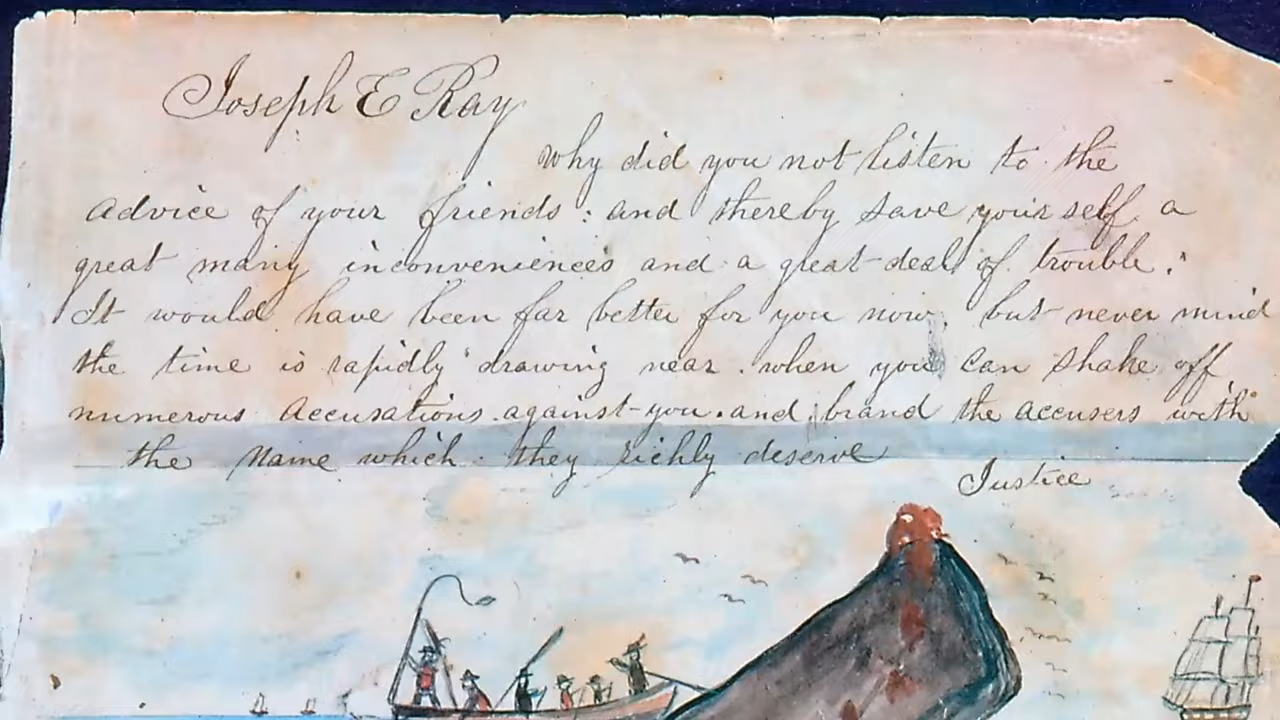 Joseph E Ray
Why did you not listen to the
advice of your friends : and thereby save your self a
great many inconveniences and a great deal of trouble.
It would have been far better for you now, but never mind
the time is rapidly drawing near. when you can shake off
numerous accusations against you. and brand the accusers with
the Name which they richly deserve
Justice